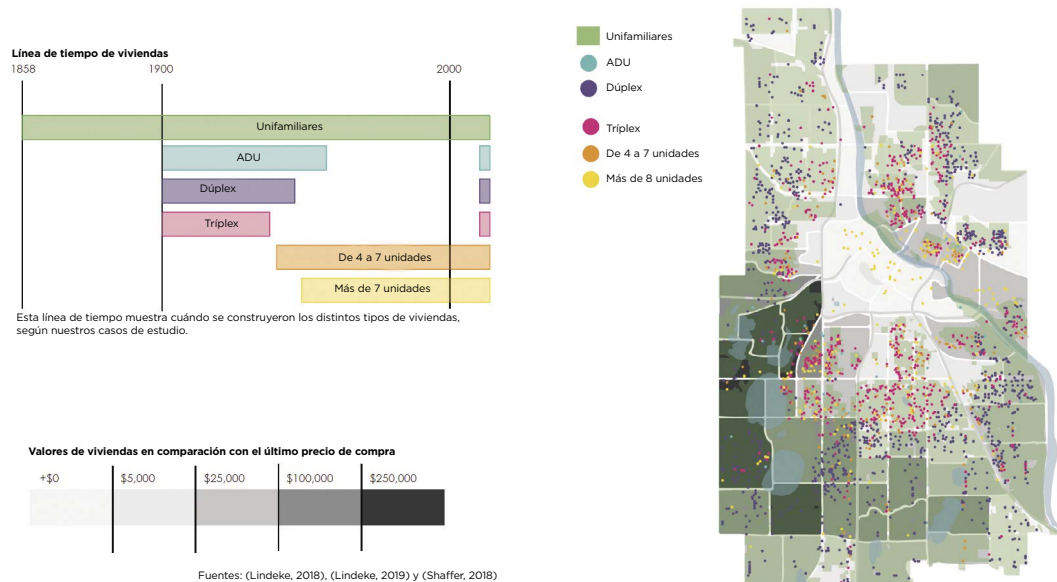 Línea de tiempo de viviendas
1858 1900 2000
Unifamiliares
ADU
Dúplex
Tríplex
De 4 a 7 unidades
Más de 7 unidades
Esta línea de tiempo muestra cuándo se construyeron los distintos tipos de viviendas,
según nuestros casos de estudio.
Valores de viviendas en comparación con el último precio de compra
+$0 $5,000 $25,000 $100,000 $250,000
Fuentes: (Lindeke, 2018), (Lindeke, 2019) y (Shaffer, 2018)
Unifamiliares
ADU
Dúplex
Tríplex
De 4 a 7 unidades
Más de 8 unidades